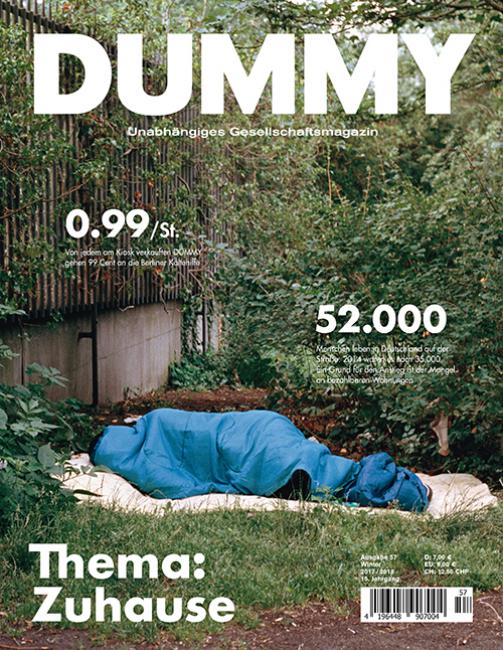 DUMMY
Unabhängiges Gesellschaftsmagazin
0.99/St.
Von jedem am Kiosk verkauften DUMMY
gehen 99 Cent an die Berliner Kältehilfe
52.000
Menschen leben in Deutschland auf der
Straße. 2014 waren es noch 35.000.
Ein Grund für den Anstieg ist der Mangel
an bezahlbaren Wohnungen
Thema:
Zuhause
Ausgabe 57
Winter
2017/2018
15. Jahrgang
D: 7,00 €
EU: 8,00 €
CH: 12,50 CHF
57
4 196448 907004